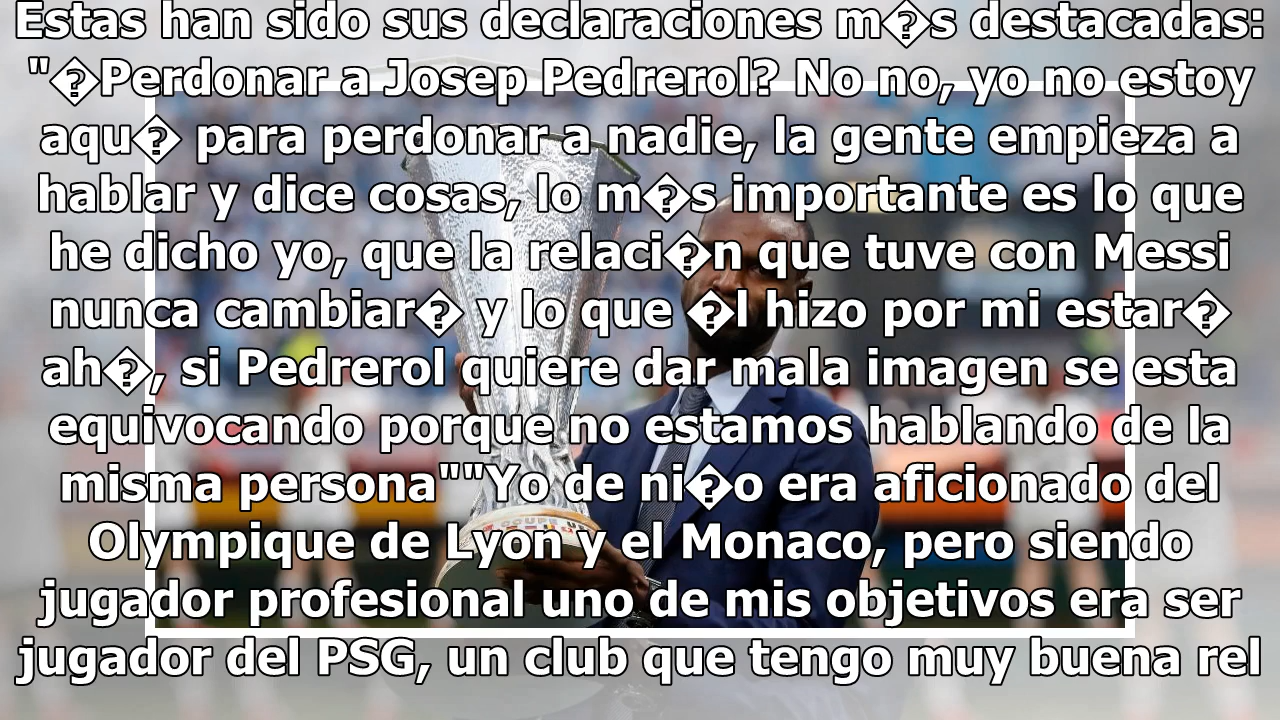 Estas han sido sus declaraciones m�s destacadas:
"�Perdonar a Josep Pedrerol? No no, yo no estoy
aqu� para perdonar a nadie, la gente empieza a
hablar y dice cosas, lo m�s importante es lo que
he dicho yo, que la relaci�n que tuve con Messi
nunca cambiar� y lo que �l hizo por mi estar�
ah�, si Pedrerol quiere dar mala imagen se esta
equivocando porque no estamos hablando de la
misma persona""Yo de ni�o era aficionado del
Olympique de Lyon y el Monaco, pero siendo
jugador profesional uno de mis objetivos era ser
jugador del PSG, un club que tengo muy buena rel